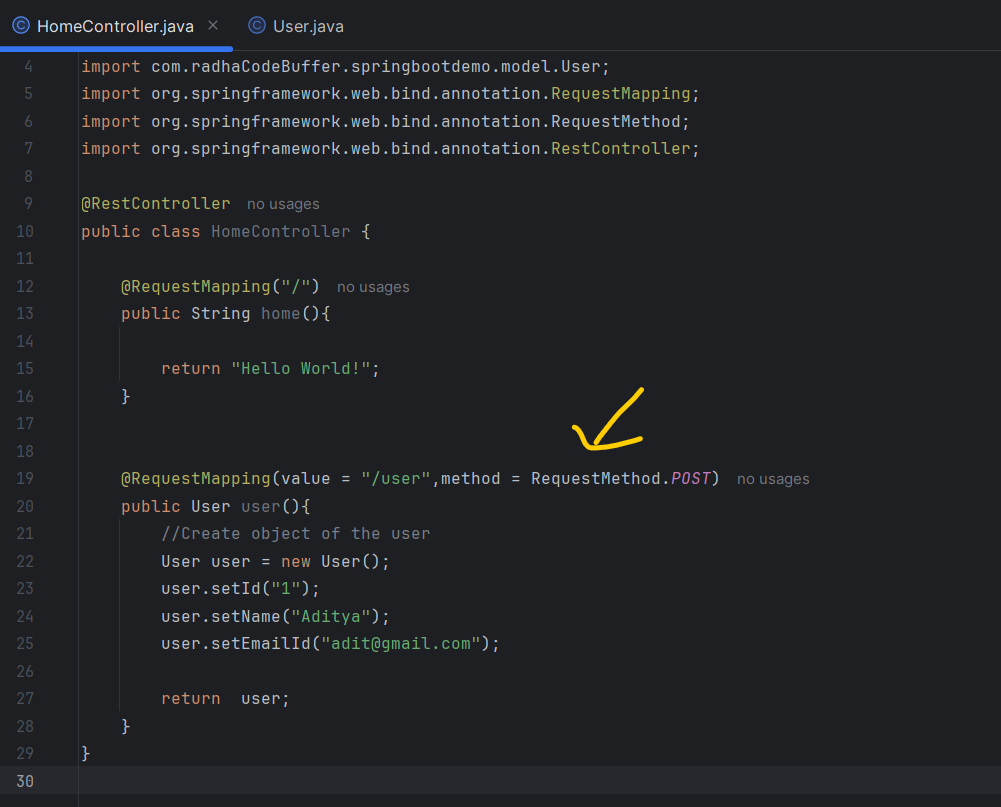 HomeController.java × User.java
4 import com.radhaCodeBuffer.springbootdemo.model.User;
5 import org.springframework.web.bind.annotation.RequestMapping;
6 import org.springframework.web.bind.annotation.RequestMethod;
7 import org.springframework.web.bind.annotation.RestController;
8
9 @RestController no usages
10 public class HomeController {
11
12 @RequestMapping("/") no usages
13 public String home(){
14
15 return "Hello World!";
16 }
17
18
19 @RequestMapping(value = "/user",method = RequestMethod.POST) no usages
20 public User user(){
21 //Create object of the user
22 User user = new User();
23 user.setId("1");
24 user.setName("Aditya");
25 user.setEmailId("adit@gmail.com");
26
27 return  user;
28 }
29 }
30